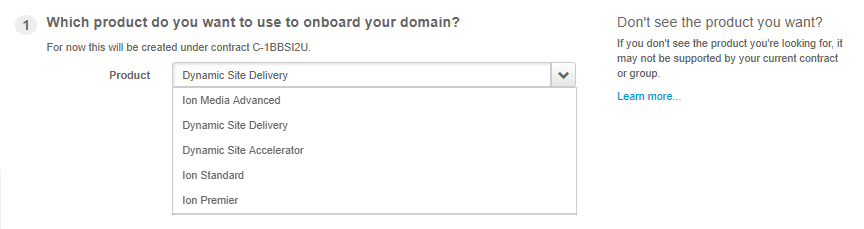 1 Which product do you want to use to onboard your domain?
For now this will be created under contract C-1BBSI2U.
Product Dynamic Site Delivery
Ion Media Advanced
Dynamic Site Delivery
Dynamic Site Accelerator
Ion Standard
Ion Premier
Don't see the product you want?
If you don't see the product you're looking for, it
may not be supported by your current contract
or group.
Learn more...